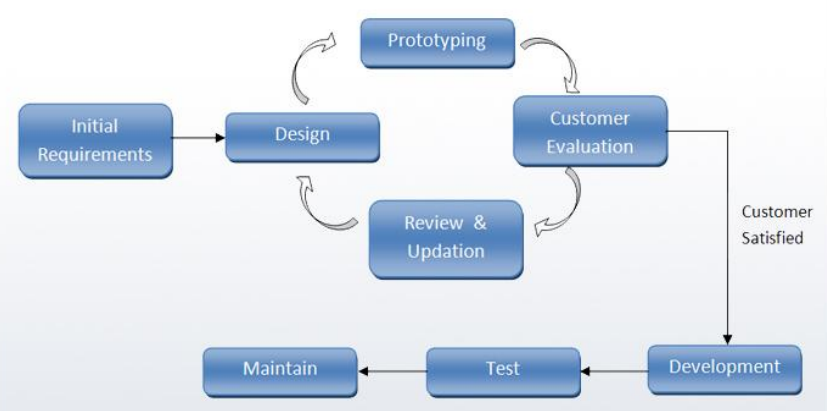 Prototyping
Initial
Requirements
Design
Customer
Evaluation
Review & 
Updation
Customer
Satisfied
Maintain
Test
Development